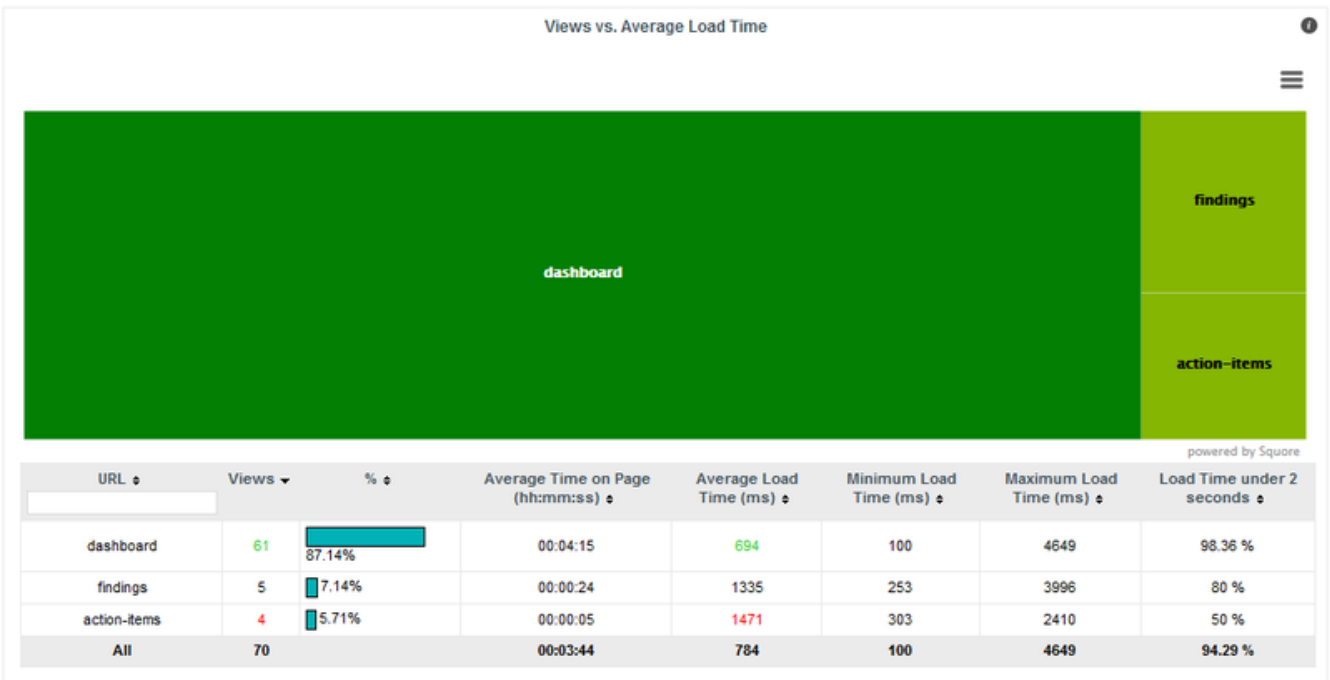 Views vs. Average Load Time
dashboard
findings
action-items
powered by Squore
URL Views % Average Time on Page (hh:mm:ss) Average Load Time (ms) Minimum Load Time (ms) Maximum Load Time (ms) Load Time under 2 seconds
dashboard 61 87.14% 00:04:15 694 100 4649 98.36 %
findings 5 7.14% 00:00:24 1335 253 3996 80 %
action-items 4 5.71% 00:00:05 1471 303 2410 50 %
All 70 00:03:44 784 100 4649 94.29 %